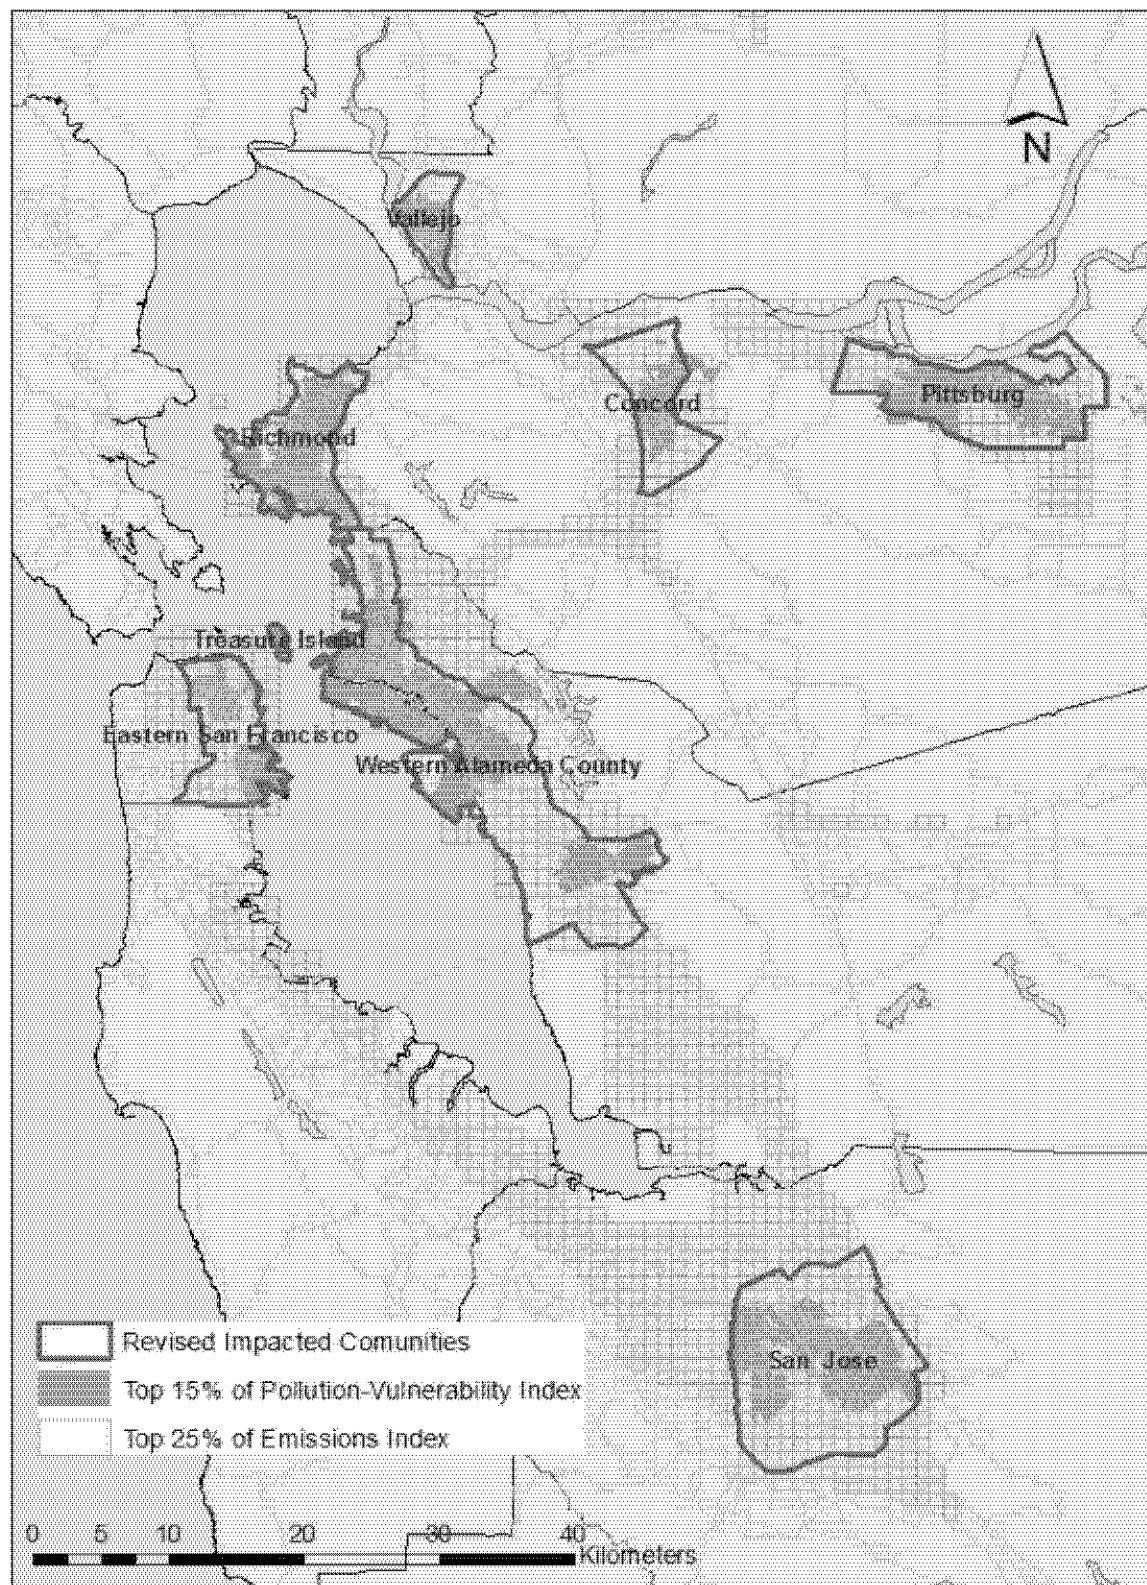 N
Vallejo
Concord
Pittsburg
Richmond
Treasure Island
Eastern San Francisco
Western Alameda County
San Jose
Revised Impacted Comunities
Top 15% of Pollution-Vulnerability Index
Top 25% of Emissions Index
0 5 10 20 30 40
Kilometers